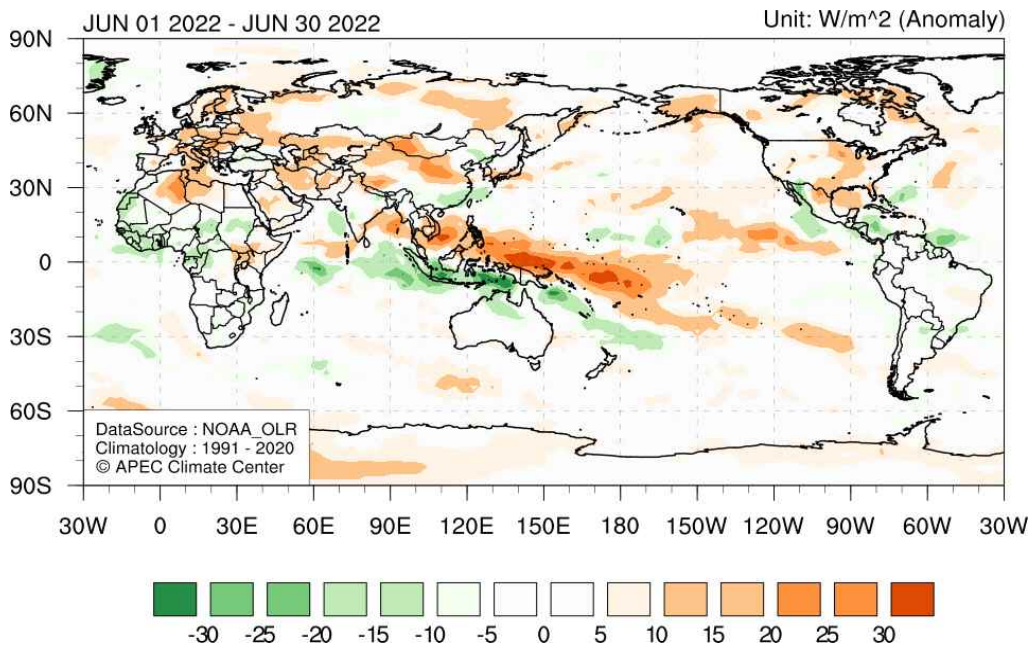 JUN 01 2022 - JUN 30 2022
Unit: W/m^2 (Anomaly)
90N
60N
30N
0
30S
60S
90S
DataSource : NOAA_OLR
Climatology : 1991 - 2020
© APEC Climate Center
30W 0 30E 60E 90E 120E 150E 180 150W 120W 90W 60W 30W
-30 -25 -20 -15 -10 -5 0 5 10 15 20 25 30